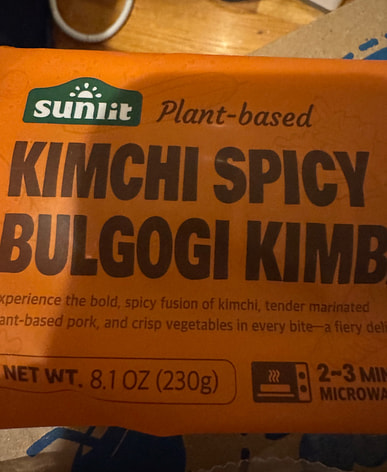 sunlit Plant-based
KIMCHI SPICY
BULGOGI KIMB
xperience the bold, spicy fusion of kimchi, tender marinated
ant-based pork, and crisp vegetables in every bite—a fiery deli
NET WT. 8.1 OZ (230g)
2~3 MIN
MICROWA